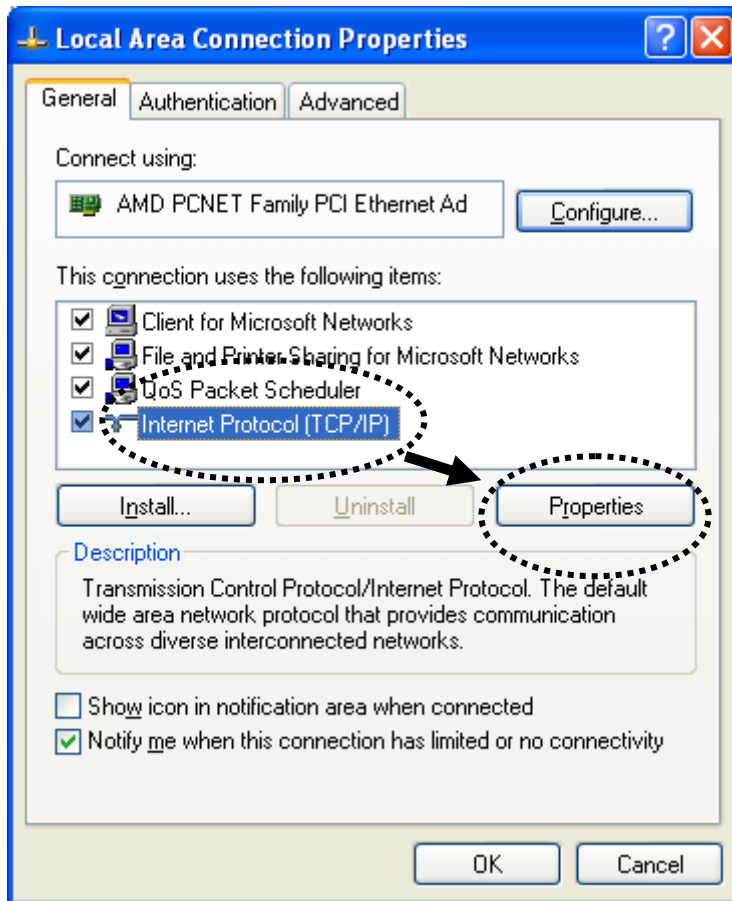 Local Area Connection Properties
General Authentication Advanced
Connect using:
AMD PCNET Family PCI Ethernet Ad
Configure...
This connection uses the following items:
Client for Microsoft Networks
File and Printer Sharing for Microsoft Networks
QoS Packet Scheduler
Internet Protocol (TCP/IP)
Install... Uninstall Properties
Description
Transmission Control Protocol/Internet Protocol. The default
wide area network protocol that provides communication
across diverse interconnected networks.
Show icon in notification area when connected
Notify me when this connection has limited or no connectivity
OK Cancel